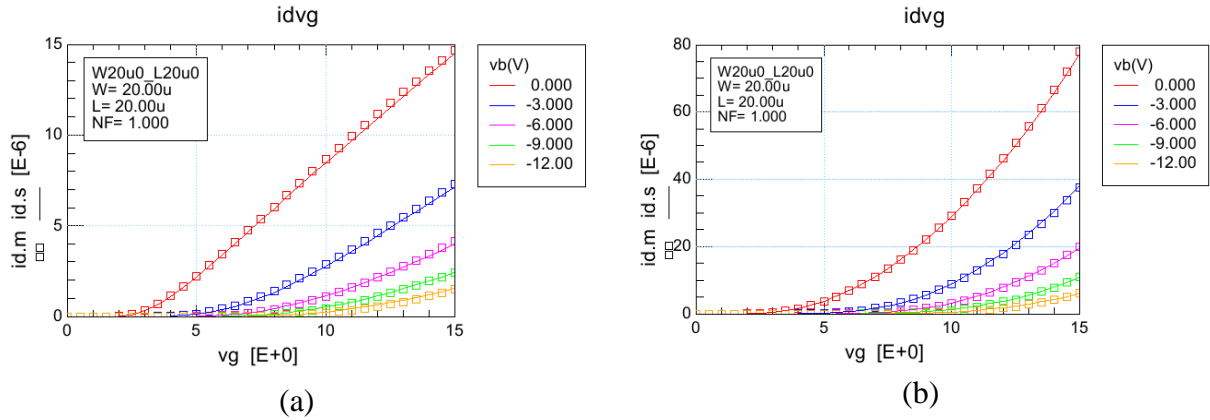 idvg
15
10
5
0
id.m id.s [E-6]
W20u0_L20u0
W= 20.00u
L= 20.00u
NF= 1.000
0
5
10
15
vg [E+0]
vb(V)
0.000
-3.000
-6.000
-9.000
-12.00
(a)
idvg
80
60
40
20
0
id.m id.s [E-6]
W20u0_L20u0
W= 20.00u
L= 20.00u
NF= 1.000
0
5
10
15
vg [E+0]
vb(V)
0.000
-3.000
-6.000
-9.000
-12.00
(b)